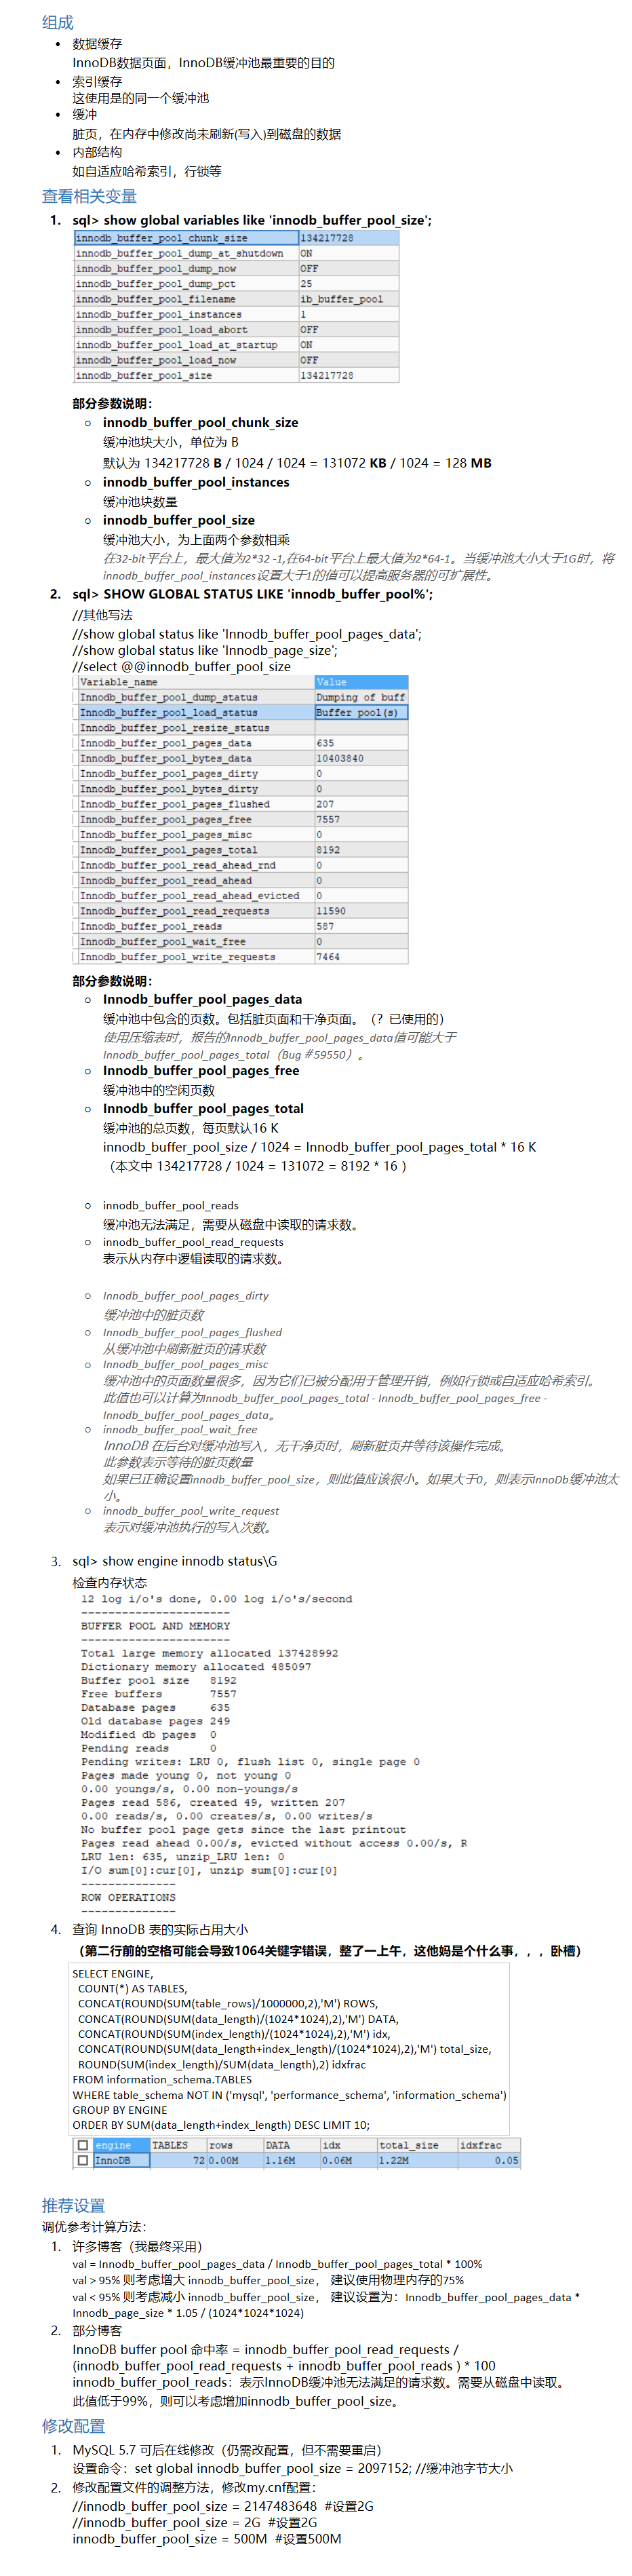 组成
• 数据缓存
InnoDB数据页面，InnoDB缓冲池最重要的目的
• 索引缓存
这使用是的同一个缓冲池
• 缓冲
脏页，在内存中修改尚未刷新(写入)到磁盘的数据
• 内部结构
如自适应哈希索引，行锁等
查看相关变量
1. sql> show global variables like 'innodb_buffer_pool_size';
innodb_buffer_pool_chunk_size 134217728
innodb_buffer_pool_dump_at_shutdown ON
innodb_buffer_pool_dump_now OFF
innodb_buffer_pool_dump_pct 25
innodb_buffer_pool_filename ib_buffer_pool
innodb_buffer_pool_instances 1
innodb_buffer_pool_load_abort OFF
innodb_buffer_pool_load_at_startup ON
innodb_buffer_pool_load_now OFF
innodb_buffer_pool_size 134217728
部分参数说明：
○ innodb_buffer_pool_chunk_size
缓冲池块大小，单位为 B
默认为 134217728 B / 1024 / 1024 = 131072 KB / 1024 = 128 MB
○ innodb_buffer_pool_instances
缓冲池块数量
○ innodb_buffer_pool_size
缓冲池大小，为上面两个参数相乘
在32-bit平台上，最大值为2*32 -1,在64-bit平台上最大值为2*64-1。当缓冲池大小大于1G时，将
innodb_buffer_pool_instances设置大于1的值可以提高服务器的可扩展性。
2. sql> SHOW GLOBAL STATUS LIKE 'innodb_buffer_pool%';
//其他写法
//show global status like 'Innodb_buffer_pool_pages_data';
//show global status like 'Innodb_page_size';
//select @@innodb_buffer_pool_size
Variable_name Value
Innodb_buffer_pool_dump_status Dumping of buff
Innodb_buffer_pool_load_status Buffer pool(s)
Innodb_buffer_pool_resize_status
Innodb_buffer_pool_pages_data 635
Innodb_buffer_pool_bytes_data 10403840
Innodb_buffer_pool_pages_dirty 0
Innodb_buffer_pool_bytes_dirty 0
Innodb_buffer_pool_pages_flushed 207
Innodb_buffer_pool_pages_free 7557
Innodb_buffer_pool_pages_misc 0
Innodb_buffer_pool_pages_total 8192
Innodb_buffer_pool_read_ahead_rnd 0
Innodb_buffer_pool_read_ahead 0
Innodb_buffer_pool_read_ahead_evicted 0
Innodb_buffer_pool_read_requests 11590
Innodb_buffer_pool_reads 587
Innodb_buffer_pool_wait_free 0
Innodb_buffer_pool_write_requests 7464
部分参数说明：
○ Innodb_buffer_pool_pages_data
缓冲池中包含的页数。包括脏页面和干净页面。（？已使用的）
使用压缩表时，报告的Innodb_buffer_pool_pages_data值可能大于
Innodb_buffer_pool_pages_total（Bug＃59550）。
○ Innodb_buffer_pool_pages_free
缓冲池中的空闲页数
○ Innodb_buffer_pool_pages_total
缓冲池的总页数，每页默认16 K
innodb_buffer_pool_size / 1024 = Innodb_buffer_pool_pages_total * 16 K
（本文中 134217728 / 1024 = 131072 = 8192 * 16 ）
○ innodb_buffer_pool_reads
缓冲池无法满足，需要从磁盘中读取的请求数。
○ innodb_buffer_pool_read_requests
表示从内存中逻辑读取的请求数。
○ Innodb_buffer_pool_pages_dirty
缓冲池中的脏页数
○ Innodb_buffer_pool_pages_flushed
从缓冲池中刷新脏页的请求数
○ Innodb_buffer_pool_pages_misc
缓冲池中的页面数量很多，因为它们已被分配用于管理开销，例如行锁或自适应哈希索引。
此值也可以计算为Innodb_buffer_pool_pages_total - Innodb_buffer_pool_pages_free -
Innodb_buffer_pool_pages_data。
○ innodb_buffer_pool_wait_free
InnoDB 在后台对缓冲池写入，无干净页时，刷新脏页并等待该操作完成。
此参数表示等待的脏页数量
如果已正确设置innodb_buffer_pool_size，则此值应该很小。如果大于0，则表示InnoDb缓冲池太
小。
○ innodb_buffer_pool_write_request
表示对缓冲池执行的写入次数。
3. sql> show engine innodb status\G
检查内存状态
12 log i/o's done, 0.00 log i/o's/second
----------------------
BUFFER POOL AND MEMORY
----------------------
Total large memory allocated 137428992
Dictionary memory allocated 485097
Buffer pool size 8192
Free buffers 7557
Database pages 635
Old database pages 249
Modified db pages 0
Pending reads 0
Pending writes: LRU 0, flush list 0, single page 0
Pages made young 0, not young 0
0.00 youngs/s, 0.00 non-youngs/s
Pages read 586, created 49, written 207
0.00 reads/s, 0.00 creates/s, 0.00 writes/s
No buffer pool page gets since the last printout
Pages read ahead 0.00/s, evicted without access 0.00/s, R
LRU len: 635, unzip_LRU len: 0
I/O sum[0]:cur[0], unzip sum[0]:cur[0]
--------------
ROW OPERATIONS
--------------
4. 查询 InnoDB 表的实际占用大小
（第二行前的空格可能会导致1064关键字错误，整了一上午，这他妈是个什么事，，，卧槽）
SELECT ENGINE,
COUNT(*) AS TABLES,
CONCAT(ROUND(SUM(table_rows)/1000000,2),'M') ROWS,
CONCAT(ROUND(SUM(data_length)/(1024*1024),2),'M') DATA,
CONCAT(ROUND(SUM(index_length)/(1024*1024),2),'M') idx,
CONCAT(ROUND(SUM(data_length+index_length)/(1024*1024),2),'M') total_size,
ROUND(SUM(index_length)/SUM(data_length),2) idxfrac
FROM information_schema.TABLES
WHERE table_schema NOT IN ('mysql', 'performance_schema', 'information_schema')
GROUP BY ENGINE
ORDER BY SUM(data_length+index_length) DESC LIMIT 10;
engine TABLES rows DATA idx total_size idxfrac
InnoDB 72 0.00M 1.16M 0.06M 1.22M 0.05
推荐设置
调优参考计算方法：
1. 许多博客（我最终采用）
val = Innodb_buffer_pool_pages_data / Innodb_buffer_pool_pages_total * 100%
val > 95% 则考虑增大 innodb_buffer_pool_size， 建议使用物理内存的75%
val < 95% 则考虑减小 innodb_buffer_pool_size， 建议设置为：Innodb_buffer_pool_pages_data *
Innodb_page_size * 1.05 / (1024*1024*1024)
2. 部分博客
InnoDB buffer pool 命中率 = innodb_buffer_pool_read_requests /
(innodb_buffer_pool_read_requests + innodb_buffer_pool_reads ) * 100
innodb_buffer_pool_reads：表示InnoDB缓冲池无法满足的请求数。需要从磁盘中读取。
此值低于99%，则可以考虑增加innodb_buffer_pool_size。
修改配置
1. MySQL 5.7 可后在线修改（仍需改配置，但不需要重启）
设置命令：set global innodb_buffer_pool_size = 2097152; //缓冲池字节大小
2. 修改配置文件的调整方法，修改my.cnf配置：
//innodb_buffer_pool_size = 2147483648 #设置2G
//innodb_buffer_pool_size = 2G #设置2G
innodb_buffer_pool_size = 500M #设置500M